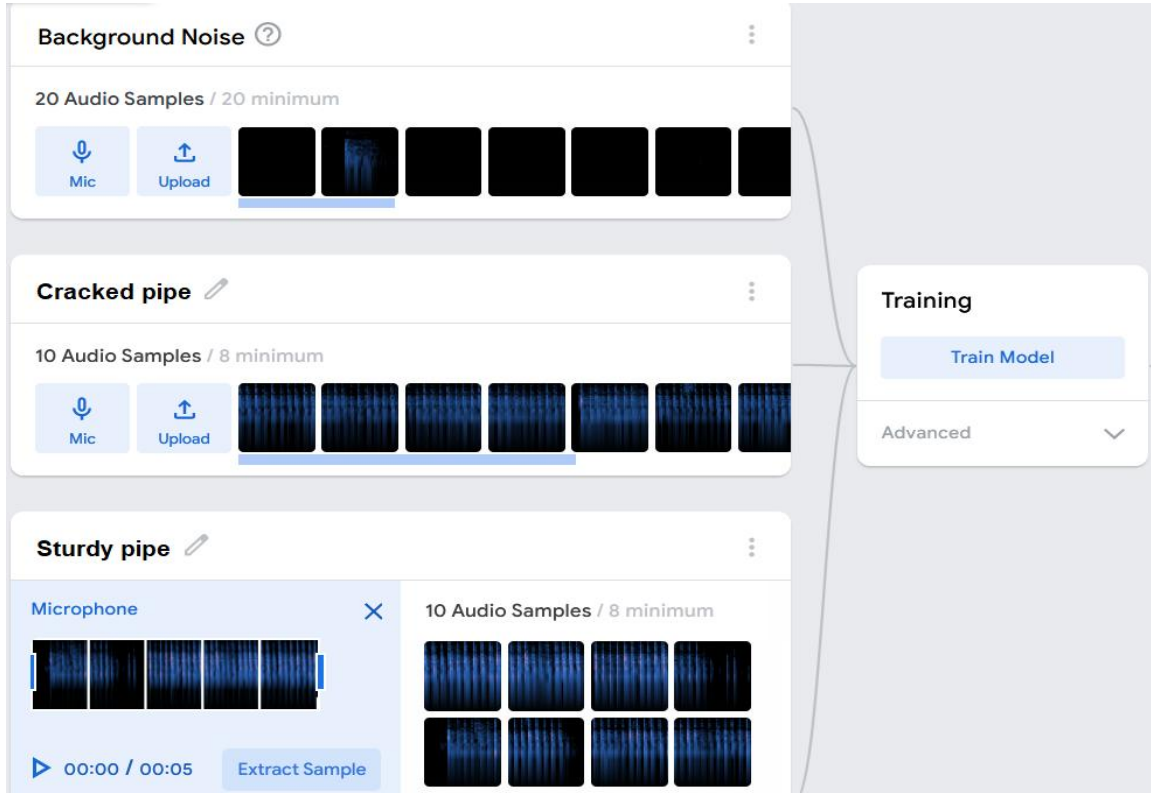 Background Noise ?
20 Audio Samples / 20 minimum
Mic
Upload
Cracked pipe
10 Audio Samples / 8 minimum
Mic
Upload
Sturdy pipe
Microphone
00:00 / 00:05
Extract Sample
10 Audio Samples / 8 minimum
Training
Train Model
Advanced